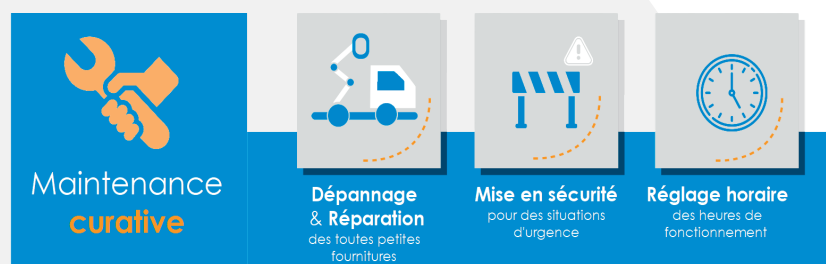 Maintenance
curative
Dépannage
& Réparation
des toutes petites
fournitures
Mise en sécurité
pour des situations
d'urgence
Réglage horaire
des heures de
fonctionnement